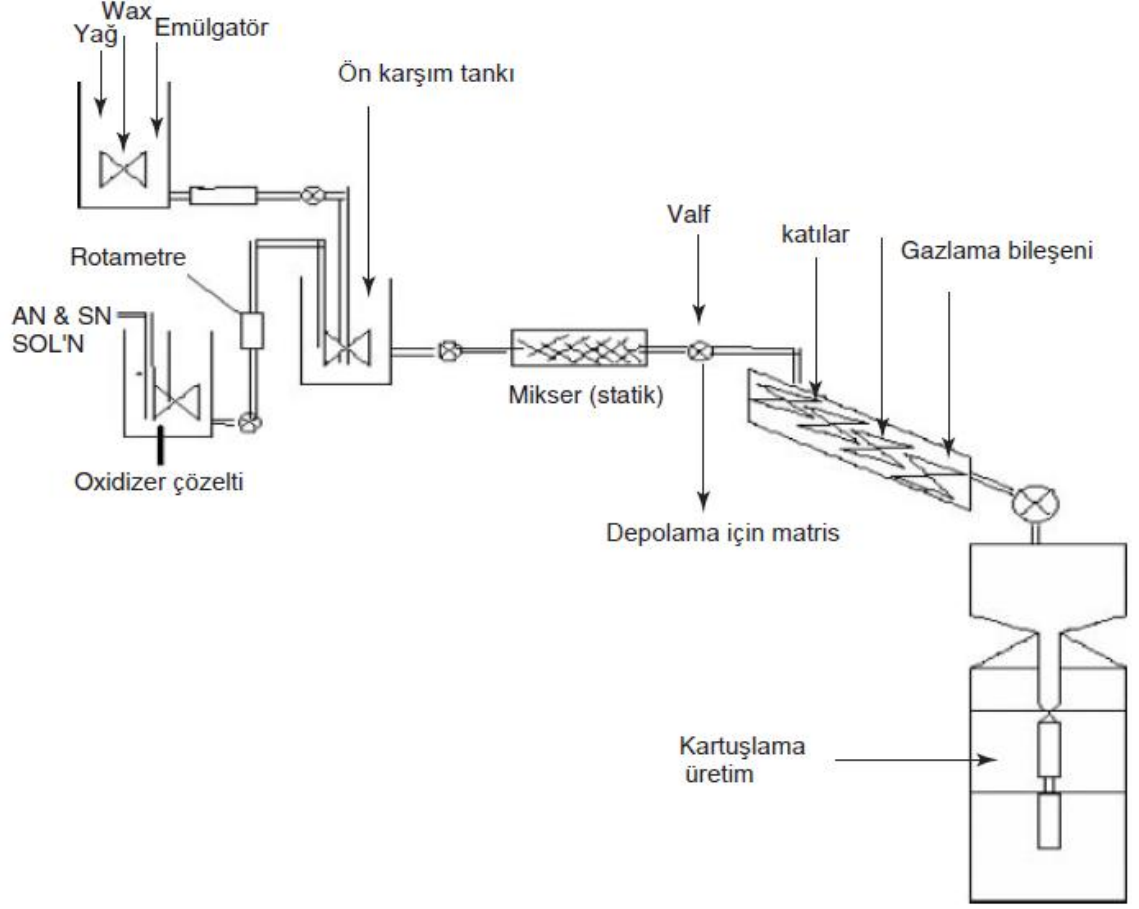 Wax
Yağ
Emülgatör
Ön karşım tankı
Valf
katılar
Gazlama bileşeni
Rotametre
AN & SN
SOL'N
Mikser (statik)
Oxidizer çözelti
Depolama için matris
Kartuşlama
üretim